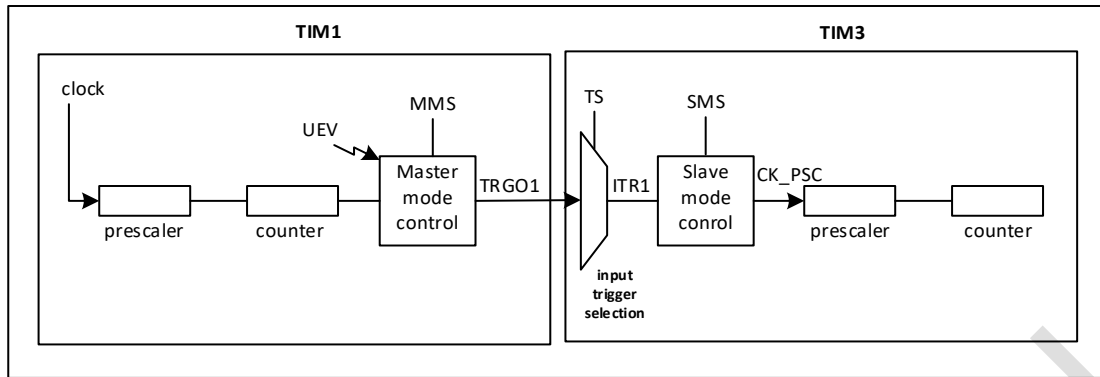 TIM1
TIM3
clock
UEV
MMS
Master
mode
control
TRGO1
prescaler
counter
TS
ITR1
SMS
Slave
mode
conrol
CK_PSC
prescaler
counter
input
trigger
selection